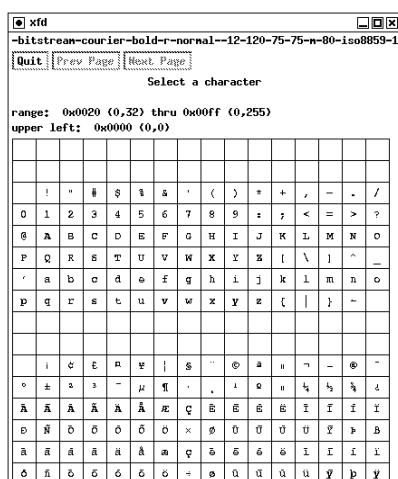 xfd
-bitstream-courier-bold-r-normal--12-120-75-75-m-80-iso8859-1
Quit Prev Page Next Page
Select a character
range: 0x0020 (0,32) thru 0x00ff (0,255)
upper left: 0x0000 (0,0)
! " # $ % & ' ( ) * + , - . /
0 1 2 3 4 5 6 7 8 9 : ; < = > ?
@ A B C D E F G H I J K L M N O
P Q R S T U V W X Y Z [ \ ] ^ _
` a b c d e f g h i j k l m n o
p q r s t u v w x y z { | } ~
¡ ¢ £ ¤ ¥ ¦ § ¨ © ª « ¬ - ® ¯
° ± ² ³ ´ µ ¶ · ¸ ¹ º » ¼ ½ ¾ ¿
À Á Â Ã Ä Å Æ Ç È É Ê Ë Ì Í Î Ï
Ð Ñ Ò Ó Ô Õ Ö × Ø Ù Ú Û Ü Ý Þ ß
à á â ã ä å æ ç è é ê ë ì í î ï
ð ñ ò ó ô õ ö ÷ ø ù ú û ü ý þ ÿ